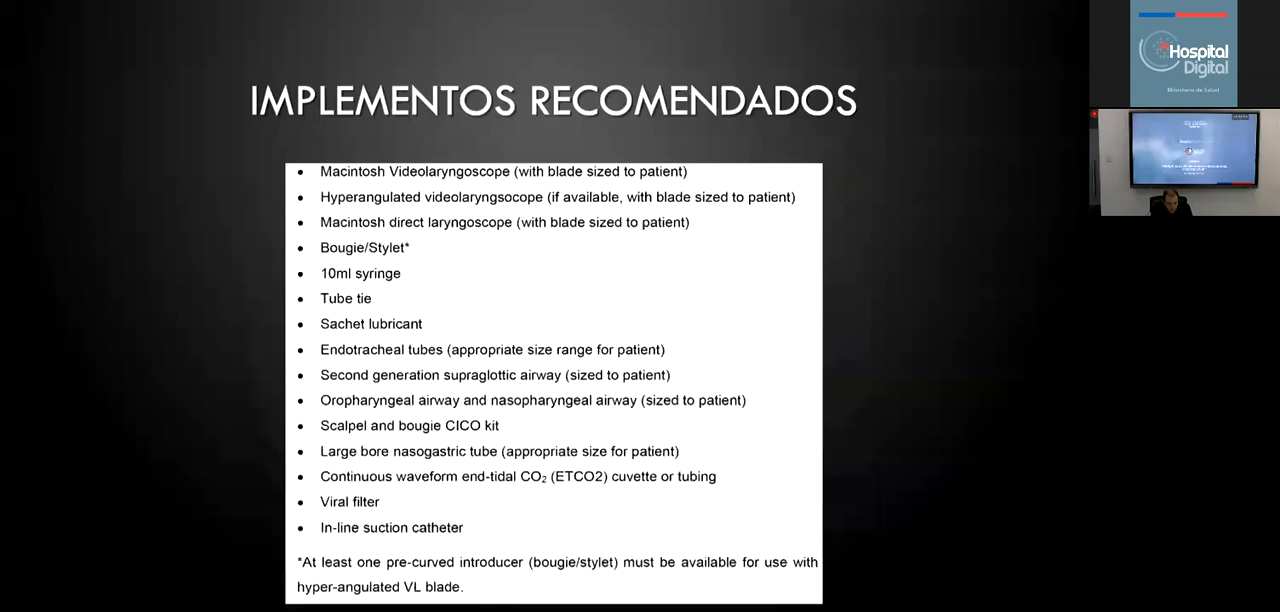 IMPLEMENTOS RECOMENDADOS
• Macintosh Videolaryngoscope (with blade sized to patient)
• Hyperangulated videolaryngsocope (if available, with blade sized to patient)
• Macintosh direct laryngoscope (with blade sized to patient)
• Bougie/Stylet*
• 10ml syringe
• Tube tie
• Sachet lubricant
• Endotracheal tubes (appropriate size range for patient)
• Second generation supraglottic airway (sized to patient)
• Oropharyngeal airway and nasopharyngeal airway (sized to patient)
• Scalpel and bougie CICO kit
• Large bore nasogastric tube (appropriate size for patient)
• Continuous waveform end-tidal CO₂ (ETCO2) cuvette or tubing
• Viral filter
• In-line suction catheter
*At least one pre-curved introducer (bougie/stylet) must be available for use with
hyper-angulated VL blade.
Hospital
Digital
Ministerio de Salud